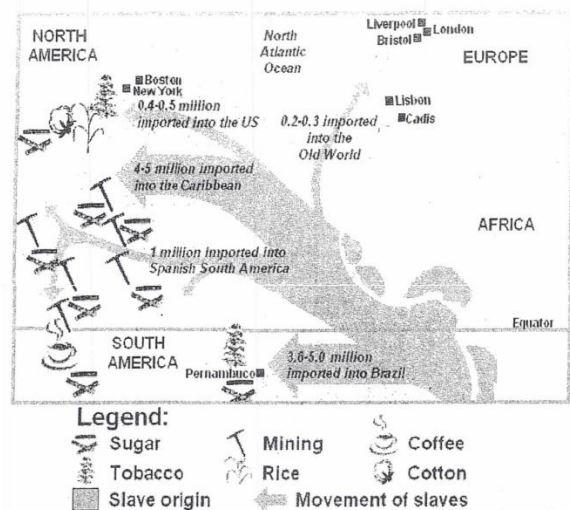 NORTH
AMERICA
North
Atlantic
Ocean
Liverpool
London
Bristol
EUROPE
Boston
New York
0.4-0.5 million
imported into the US
Lisbon
Cadis
0.2-0.3 imported
into the
Old World
4-5 million imported
into the Caribbean
AFRICA
1 million imported into
Spanish South America
Equator
SOUTH
AMERICA
Pernambuco
3.6-5.0 million
imported into Brazil
Legend:
Sugar
Mining
Coffee
Tobacco
Rice
Cotton
Slave origin
Movement of slaves